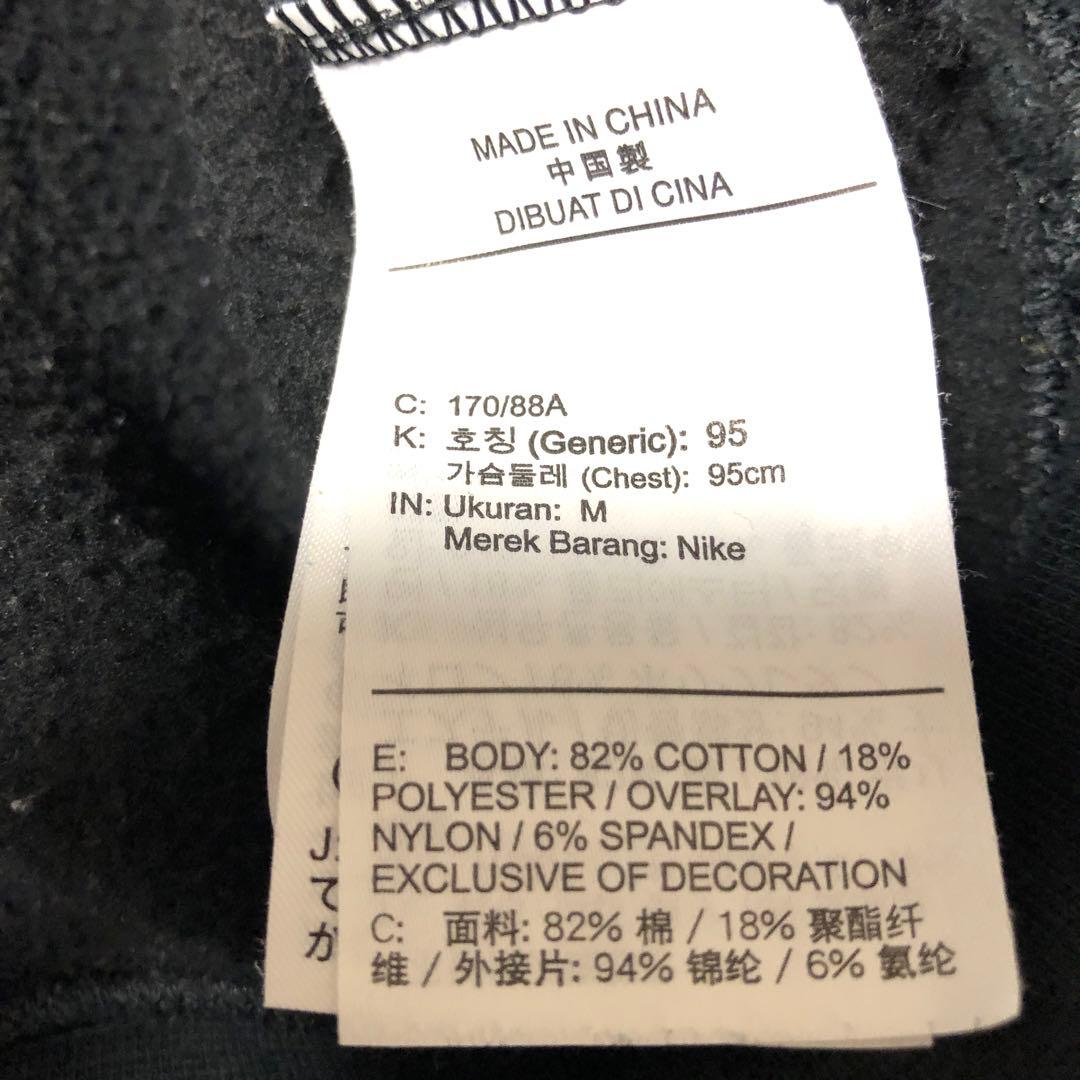 MADE IN CHINA
中国製
DIBUAT DI CINA
C: 170/88A
K: 호칭 (Generic): 95
가슴둘레 (Chest): 95cm
IN: Ukuran: M
Merek Barang: Nike
E: BODY: 82% COTTON / 18%
POLYESTER / OVERLAY: 94%
NYLON / 6% SPANDEX /
EXCLUSIVE OF DECORATION
C: 面料: 82% 棉 / 18% 聚酯纤
维 / 外接片: 94% 锦纶 / 6% 氨纶
J:
て
が